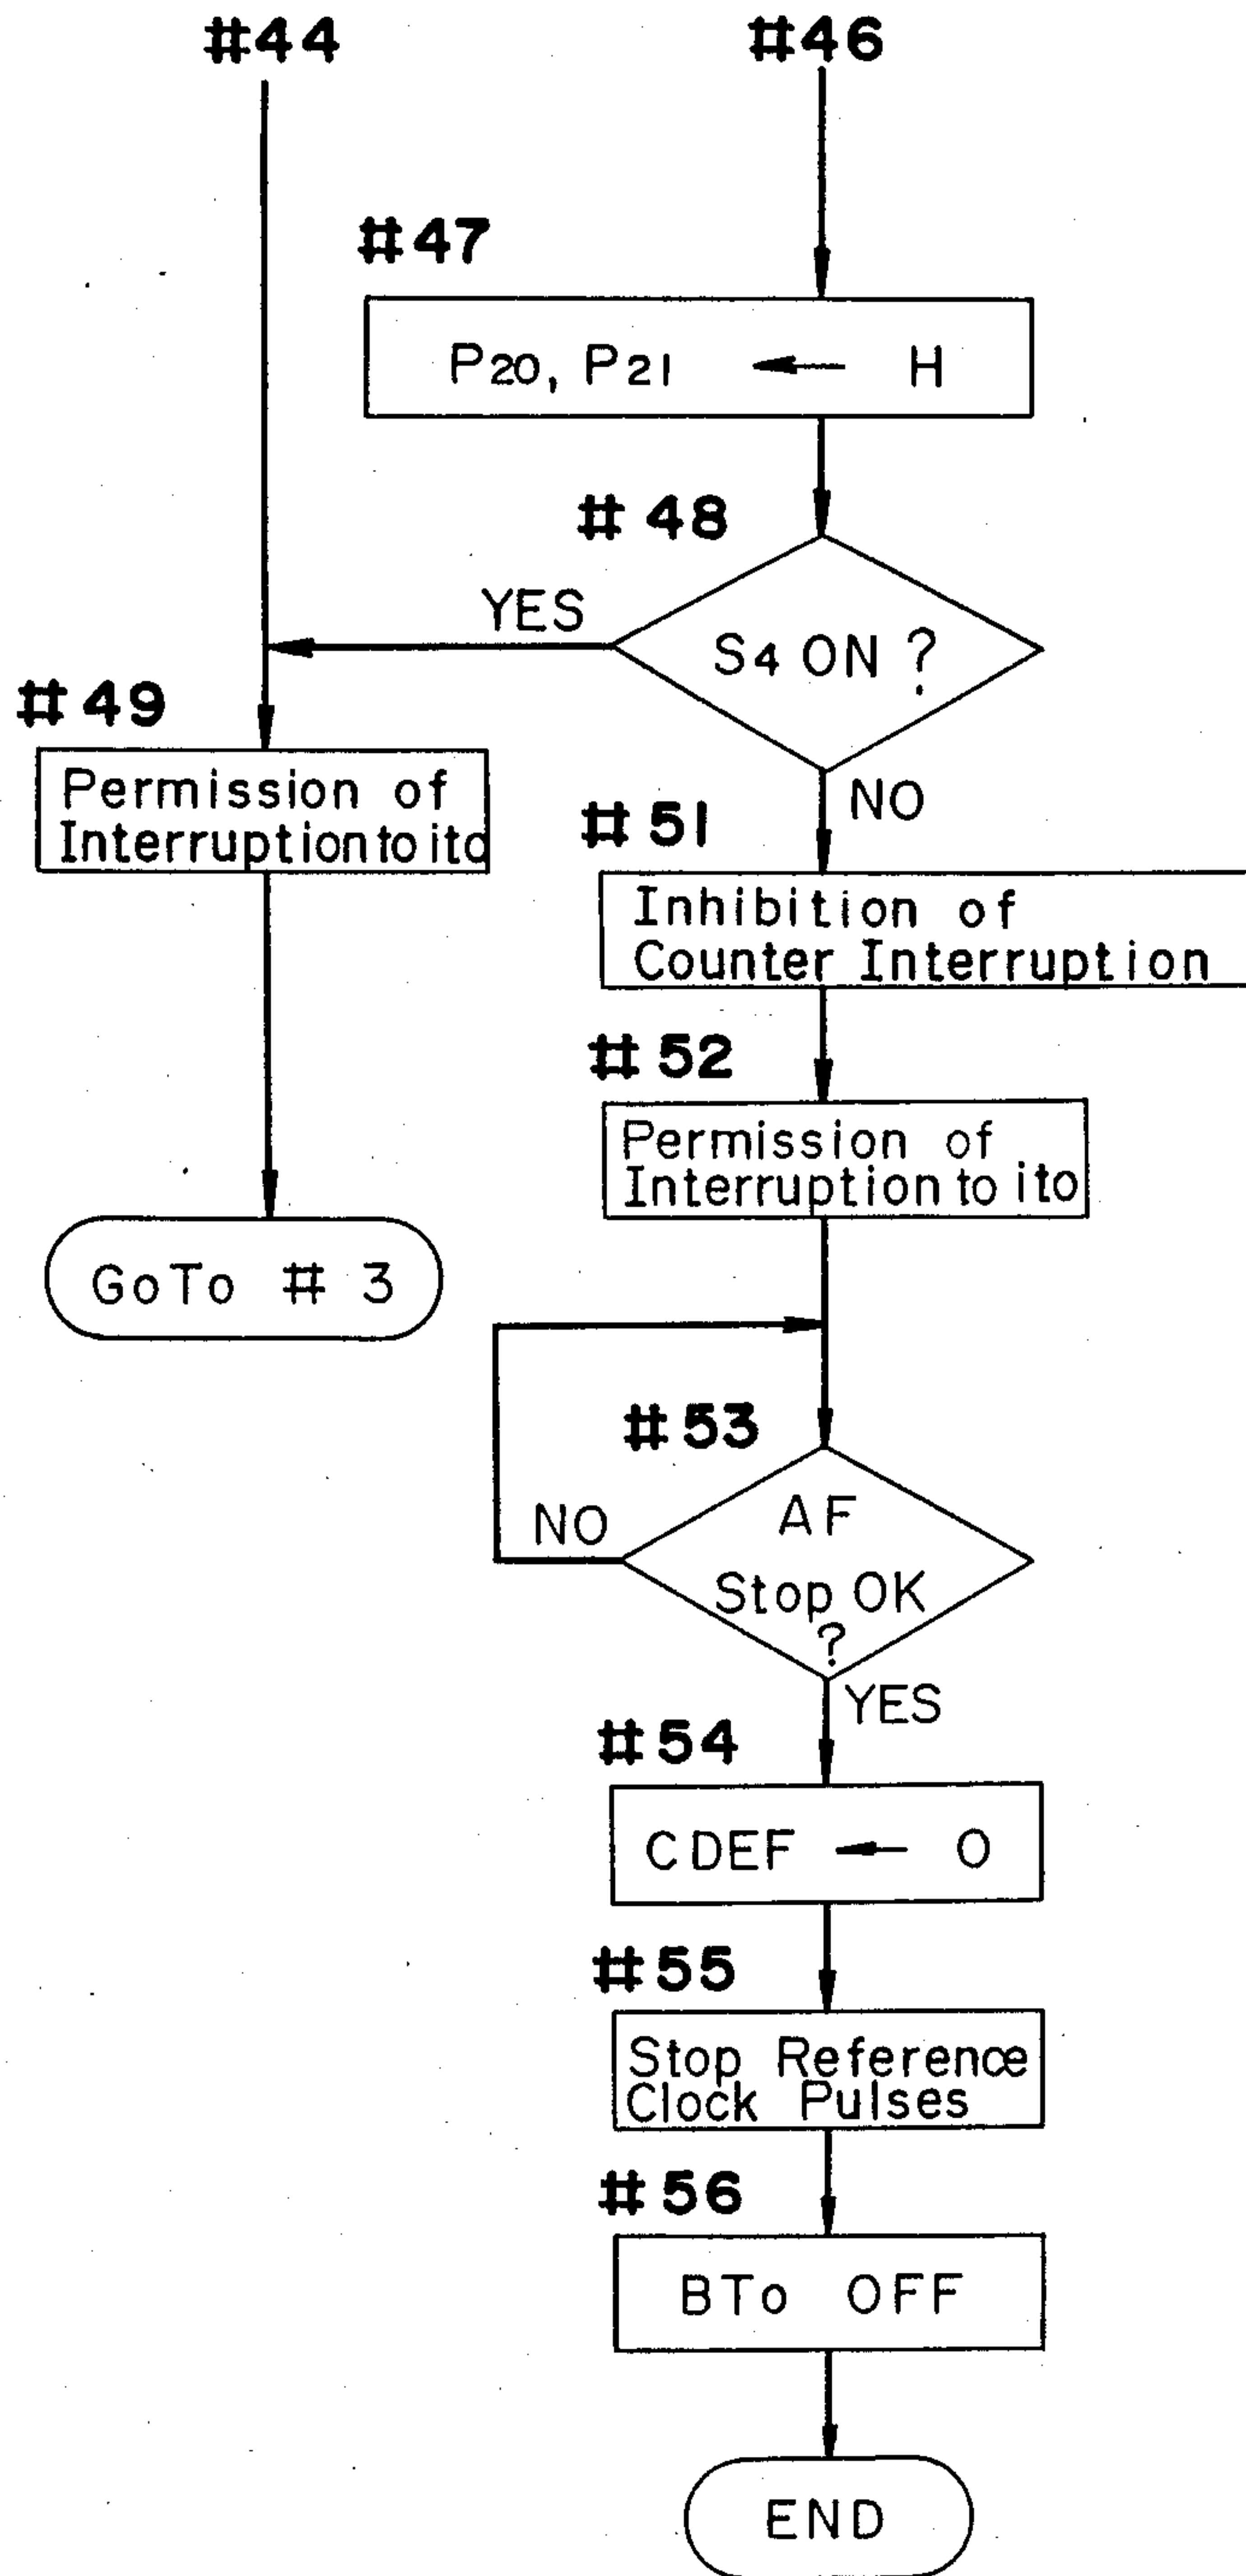 #44
#46
#47
P20, P21 ← H
#48
YES
S4 ON ?
#49
Permission of
Interruption to ito
NO
#51
Inhibition of
Counter Interruption
#52
Permission of
Interruption to ito
GoTo # 3
#53
NO
AF
Stop OK
?
YES
#54
CDEF ← O
#55
Stop Reference
Clock Pulses
#56
BTo OFF
END